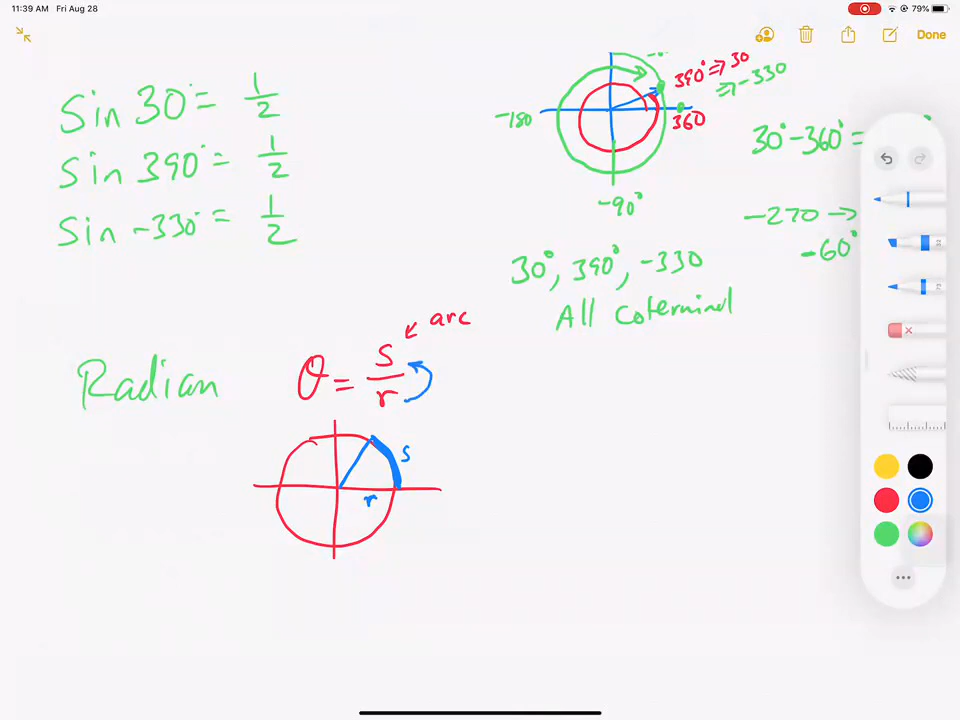 11:39 AM Fri Aug 28
79%
Done
Sin 30° = 1/2
Sin 390° = 1/2
Sin -330° = 1/2
390° ⇒ 30
⇒ -330
360
-180
-90°
30° - 360° =
-270 →
-60°
30°, 390°, -330
All Coterminal
Radian
θ = s/r
arc
s
r